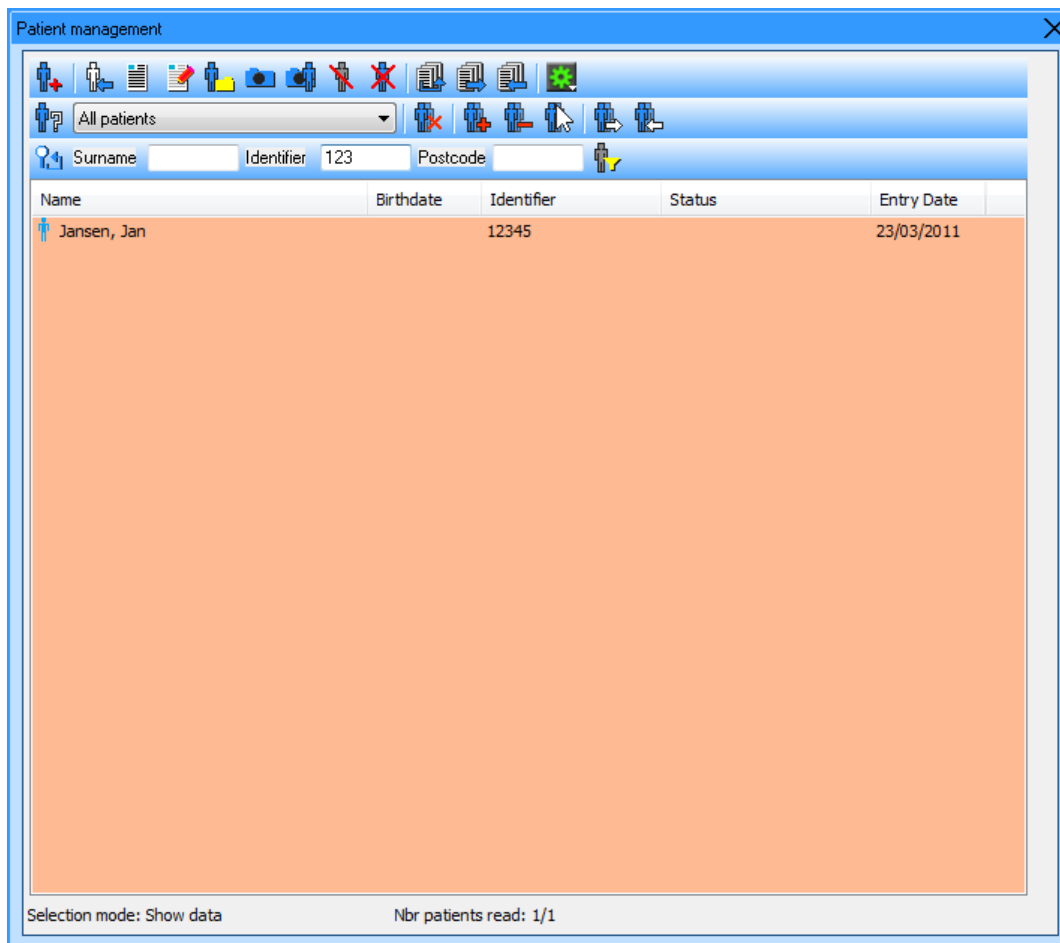 Patient management
All patients
Surname Identifier 123 Postcode
Name Birthdate Identifier Status Entry Date
Jansen, Jan 12345 23/03/2011
Selection mode: Show data Nbr patients read: 1/1